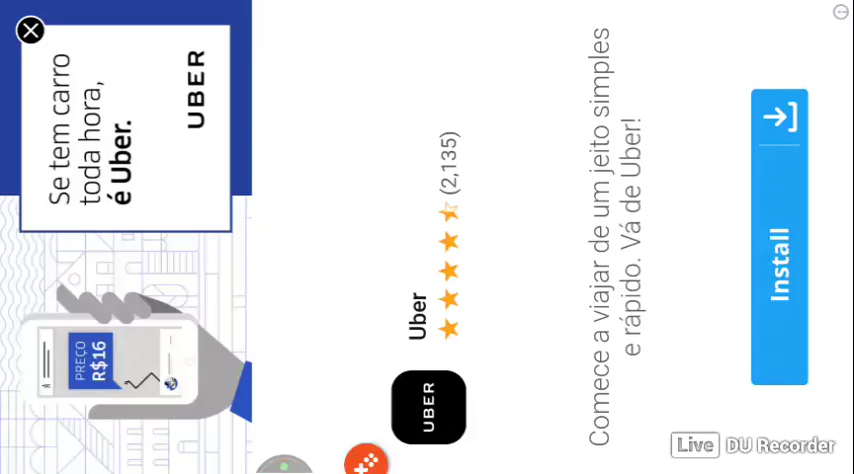 Se tem carro
toda hora,
é Uber.
UBER
PREÇO
R$16
UBER
Uber
(2,135)
Comece a viajar de um jeito simples
e rápido. Vá de Uber!
Install
Live DU Recorder